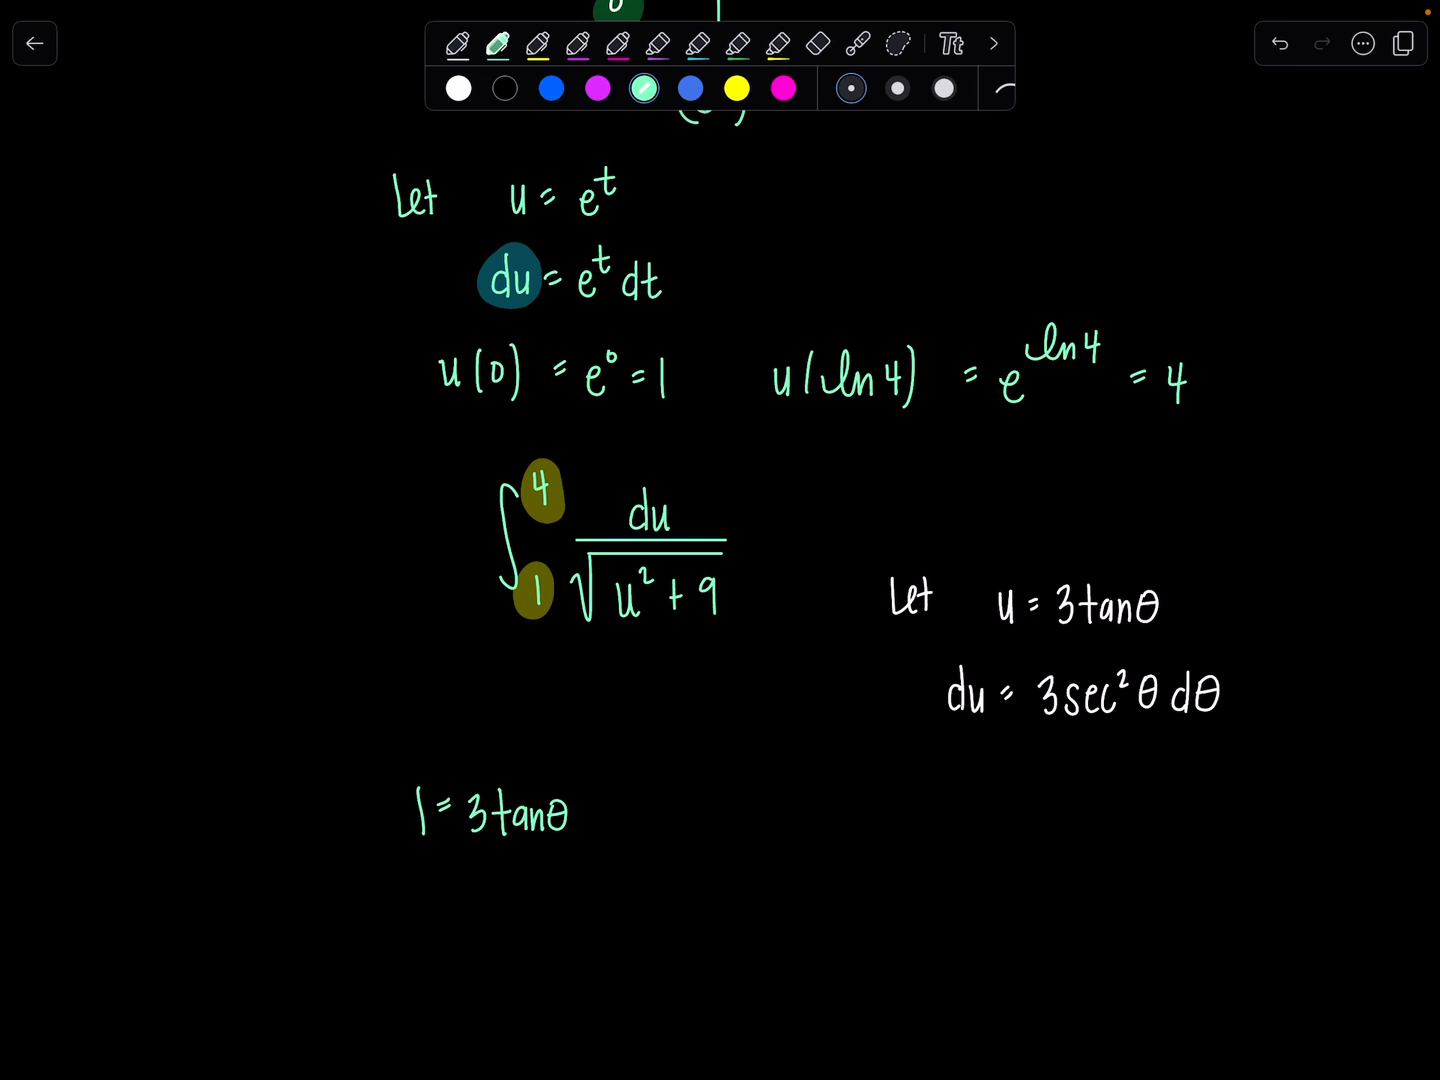 Tt
Let u = e^t
du = e^t dt
u(0) = e^0 = 1 u(ln 4) = e^{ln 4} = 4
∫_1^4 du / √(u² + 9)
Let u = 3tanθ
du = 3sec²θ dθ
1 = 3tanθ